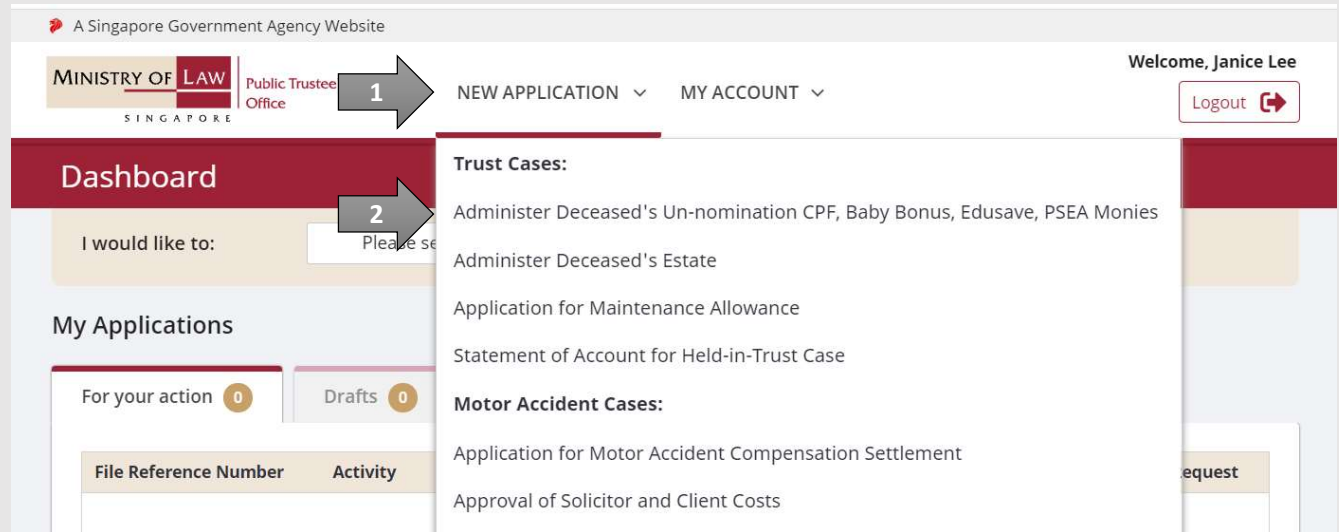 A Singapore Government Agency Website
MINISTRY OF LAW
SINGAPORE
Public Trustee
Office
1
NEW APPLICATION
MY ACCOUNT
Welcome, Janice Lee
Logout
Dashboard
Trust Cases:
2
Administer Deceased's Un-nomination CPF, Baby Bonus, Edusave, PSEA Monies
I would like to:
Please se
Administer Deceased's Estate
Application for Maintenance Allowance
My Applications
Statement of Account for Held-in-Trust Case
For your action 0
Drafts 0
Motor Accident Cases:
Application for Motor Accident Compensation Settlement
File Reference Number
Activity
equest
Approval of Solicitor and Client Costs